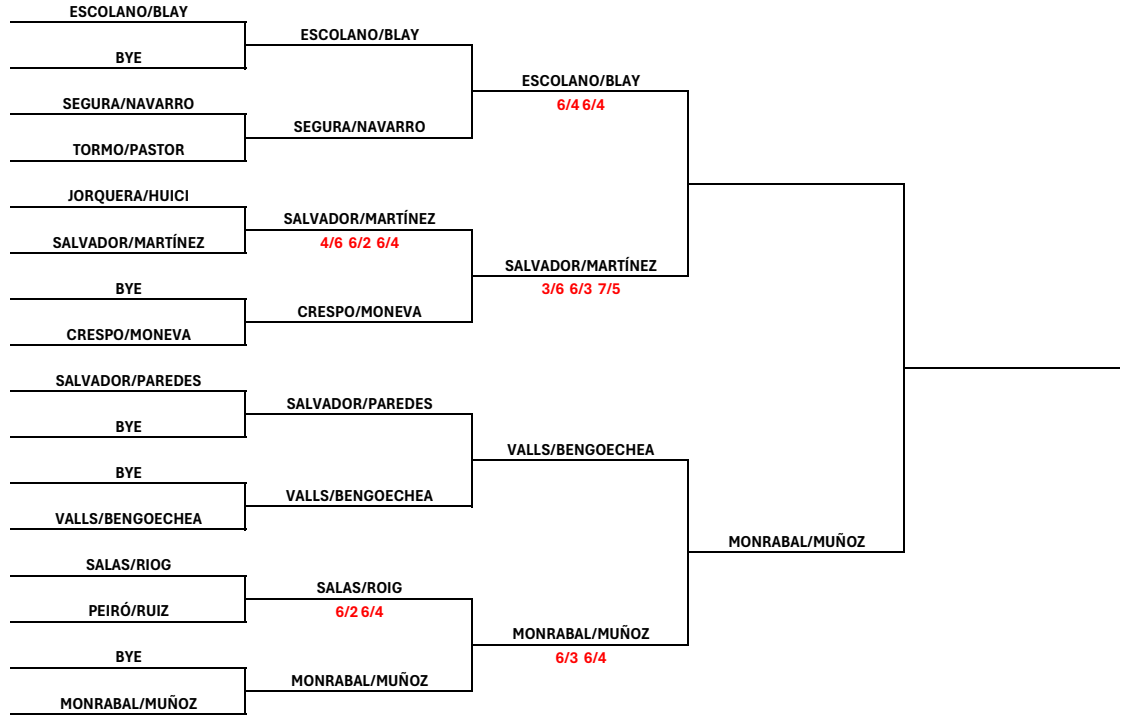 ESCOLANO/BLAY
BYE
SEGURA/NAVARRO
TORMO/PASTOR
JORQUERA/HUICI
SALVADOR/MARTÍNEZ
BYE
CRESPO/MONEVA
SALVADOR/PAREDES
BYE
BYE
VALLS/BENGOECHEA
SALAS/RIOG
PEIRÓ/RUIZ
BYE
MONRABAL/MUÑOZ
ESCOLANO/BLAY
SEGURA/NAVARRO
SALVADOR/MARTÍNEZ
4/6 6/2 6/4
CRESPO/MONEVA
SALVADOR/PAREDES
VALLS/BENGOECHEA
SALAS/ROIG
6/2 6/4
MONRABAL/MUÑOZ
ESCOLANO/BLAY
6/4 6/4
SALVADOR/MARTÍNEZ
3/6 6/3 7/5
VALLS/BENGOECHEA
MONRABAL/MUÑOZ
6/3 6/4
MONRABAL/MUÑOZ